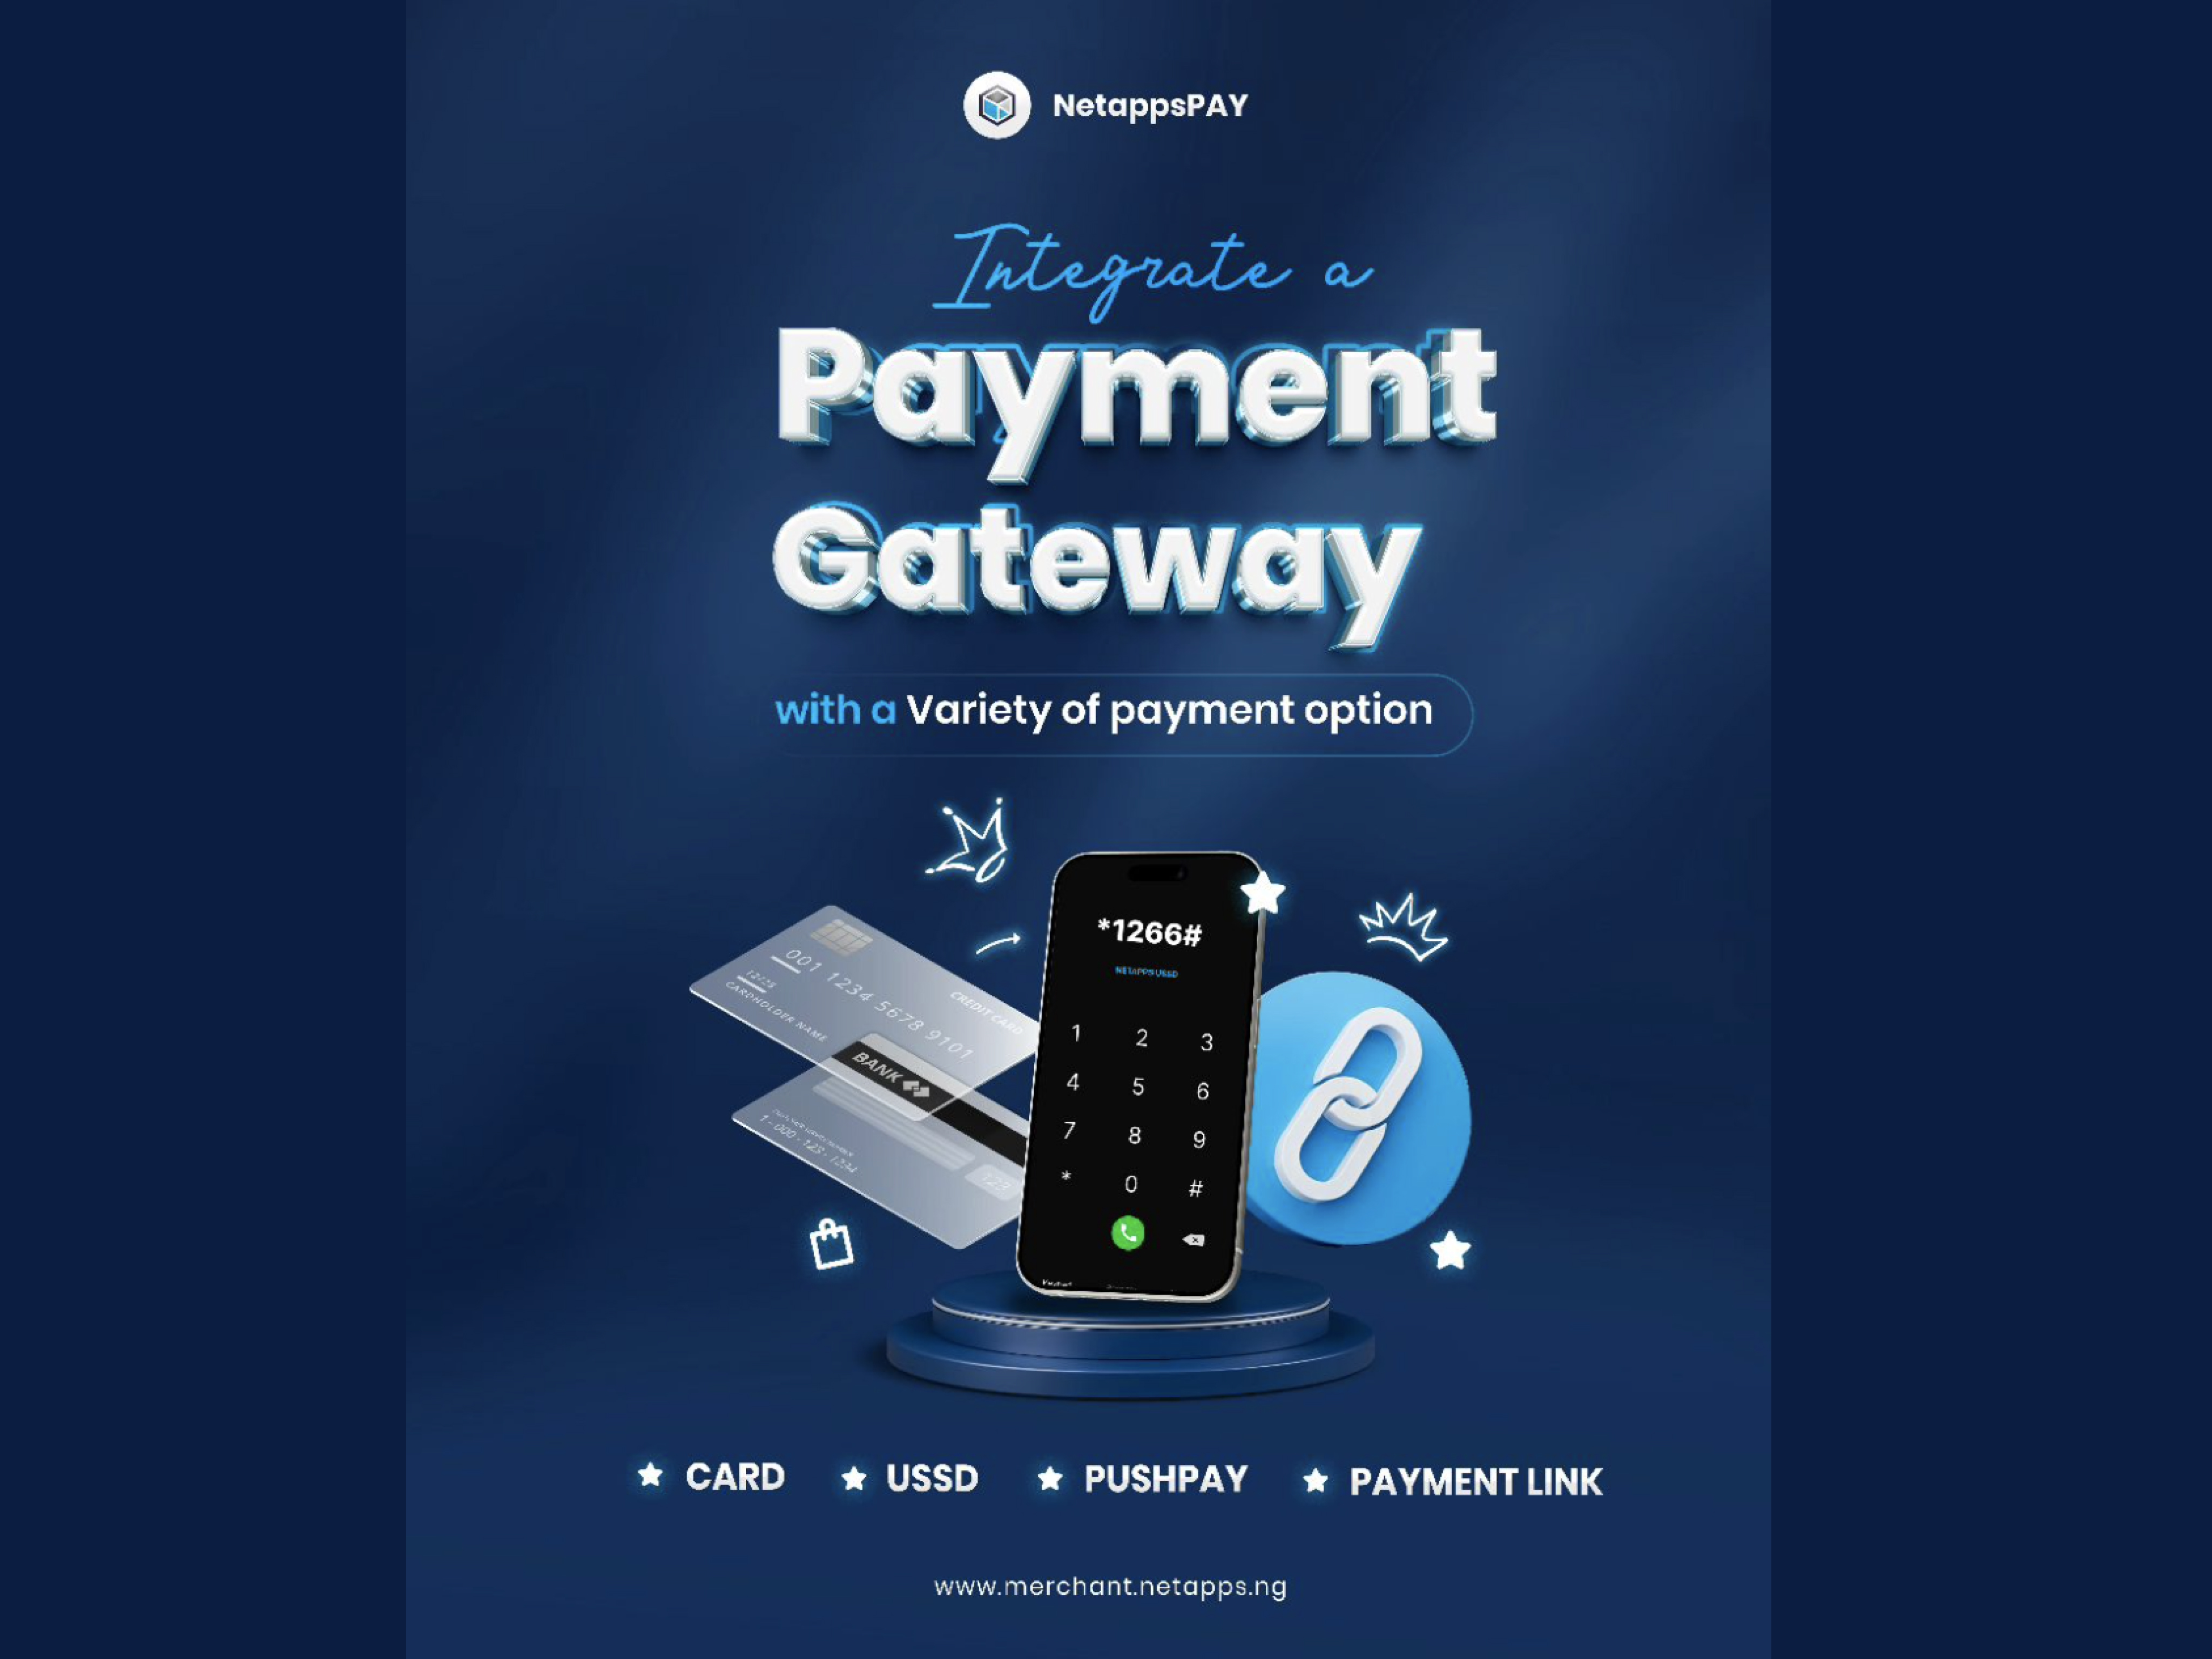 NetappsPAY
Integrate a
Payment
Gateway
with a Variety of payment option
*1266#
NETAPPS USSD
CREDIT CARD
001 1234 5678 9101
CARDHOLDER NAME
BANK
1 - 000 - 123 - 1234
123
1 2 3
4 5 6
7 8 9
* 0 #
CARD USSD PUSHPAY PAYMENT LINK
www.merchant.netapps.ng